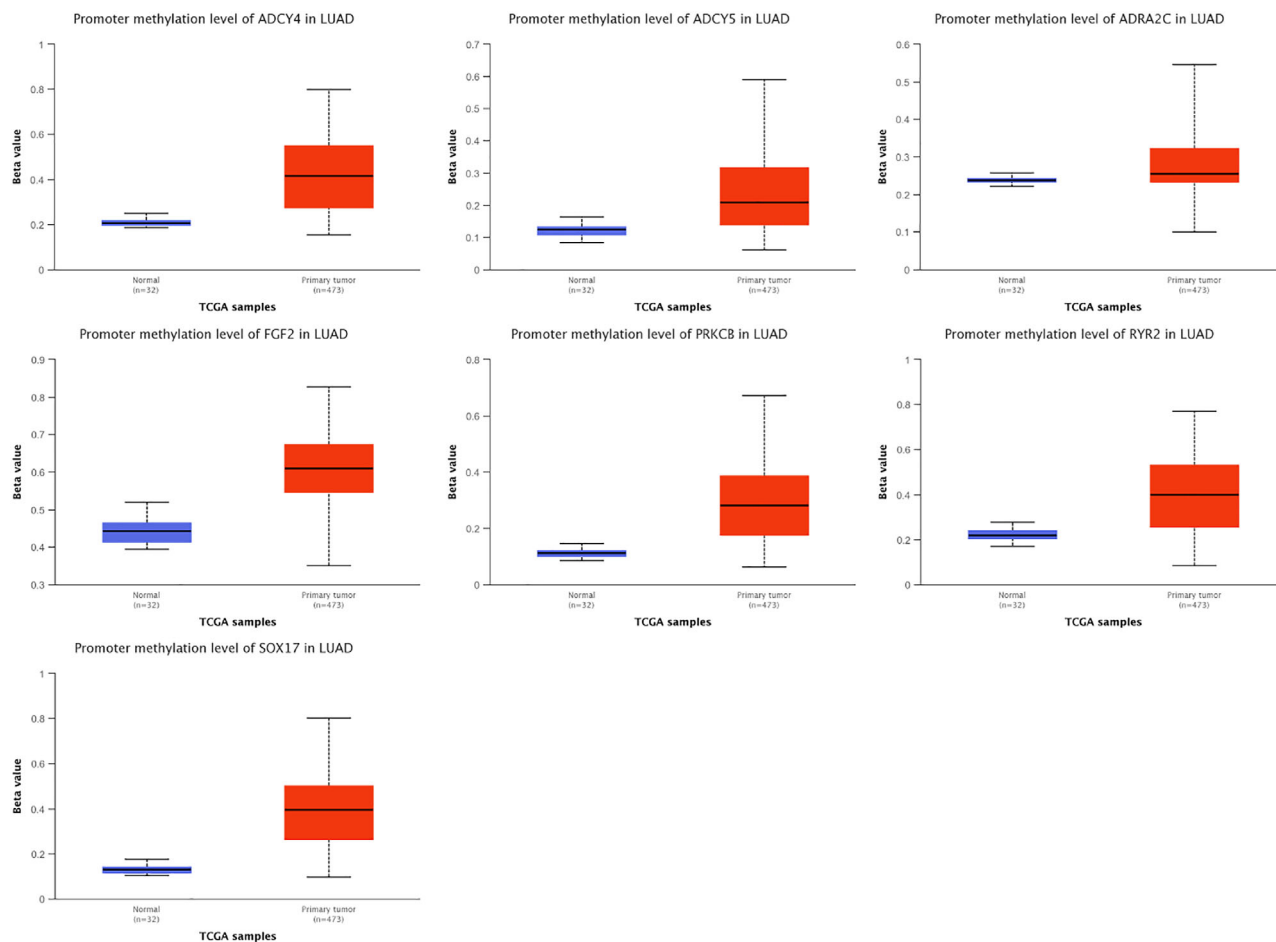 Promoter methylation level of ADCY4 in LUAD
1
0.8
0.6
0.4
0.2
0
Beta value
Normal
(n=32)
Primary tumor
(n=473)
TCGA samples
Promoter methylation level of ADCY5 in LUAD
0.7
0.6
0.5
0.4
0.3
0.2
0.1
0
Beta value
Normal
(n=32)
Primary tumor
(n=473)
TCGA samples
Promoter methylation level of ADRA2C in LUAD
0.6
0.5
0.4
0.3
0.2
0.1
0
Beta value
Normal
(n=32)
Primary tumor
(n=473)
TCGA samples
Promoter methylation level of FGF2 in LUAD
0.9
0.8
0.7
0.6
0.5
0.4
0.3
Beta value
Normal
(n=32)
Primary tumor
(n=473)
TCGA samples
Promoter methylation level of PRKCB in LUAD
0.8
0.6
0.4
0.2
0
Beta value
Normal
(n=32)
Primary tumor
(n=473)
TCGA samples
Promoter methylation level of RYR2 in LUAD
1
0.8
0.6
0.4
0.2
0
Beta value
Normal
(n=32)
Primary tumor
(n=473)
TCGA samples
Promoter methylation level of SOX17 in LUAD
1
0.8
0.6
0.4
0.2
0
Beta value
Normal
(n=32)
Primary tumor
(n=473)
TCGA samples